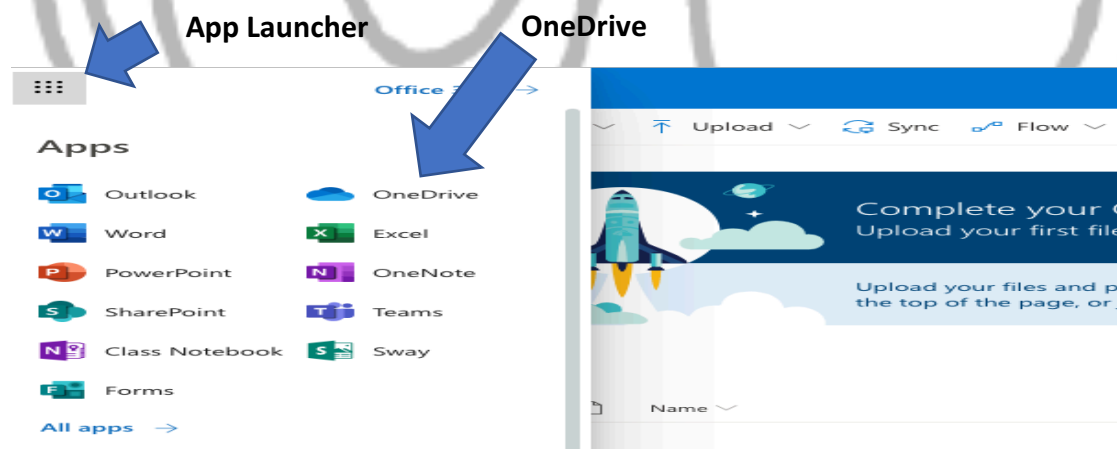 App Launcher OneDrive
Office →
Apps
Outlook OneDrive
Word Excel
PowerPoint OneNote
SharePoint Teams
Class Notebook Sway
Forms
All apps →
Upload Sync Flow
Complete your
Upload your first file
Upload your files and p
the top of the page, or
Name